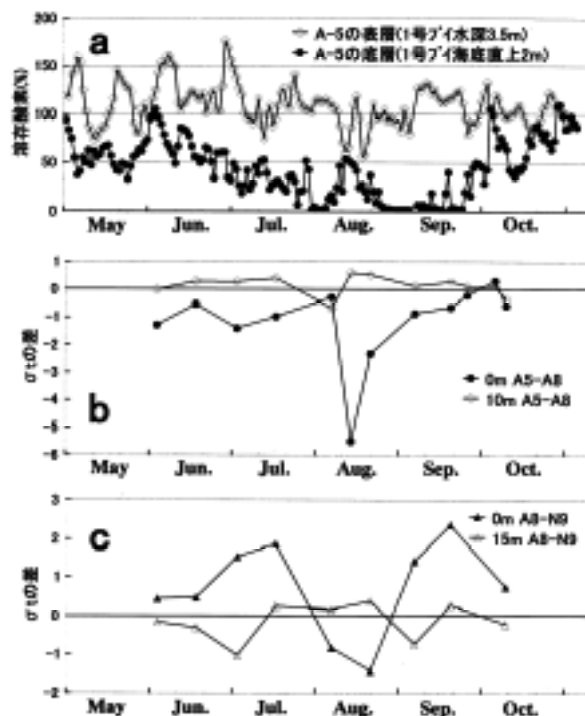 a
A-5の表層(1号ブイ水深3.5m)
A-5の底層(1号ブイ海底直上2m)
溶存酸素(%)
200
150
100
50
0
May Jun. Jul. Aug. Sep. Oct.
b
σtの差
1
0
-1
-2
-3
-4
-5
-6
0m A5-A8
10m A5-A8
May Jun. Jul. Aug. Sep. Oct.
c
σtの差
3
2
1
0
-1
-2
0m A8-N9
15m A8-N9
May Jun. Jul. Aug. Sep. Oct.